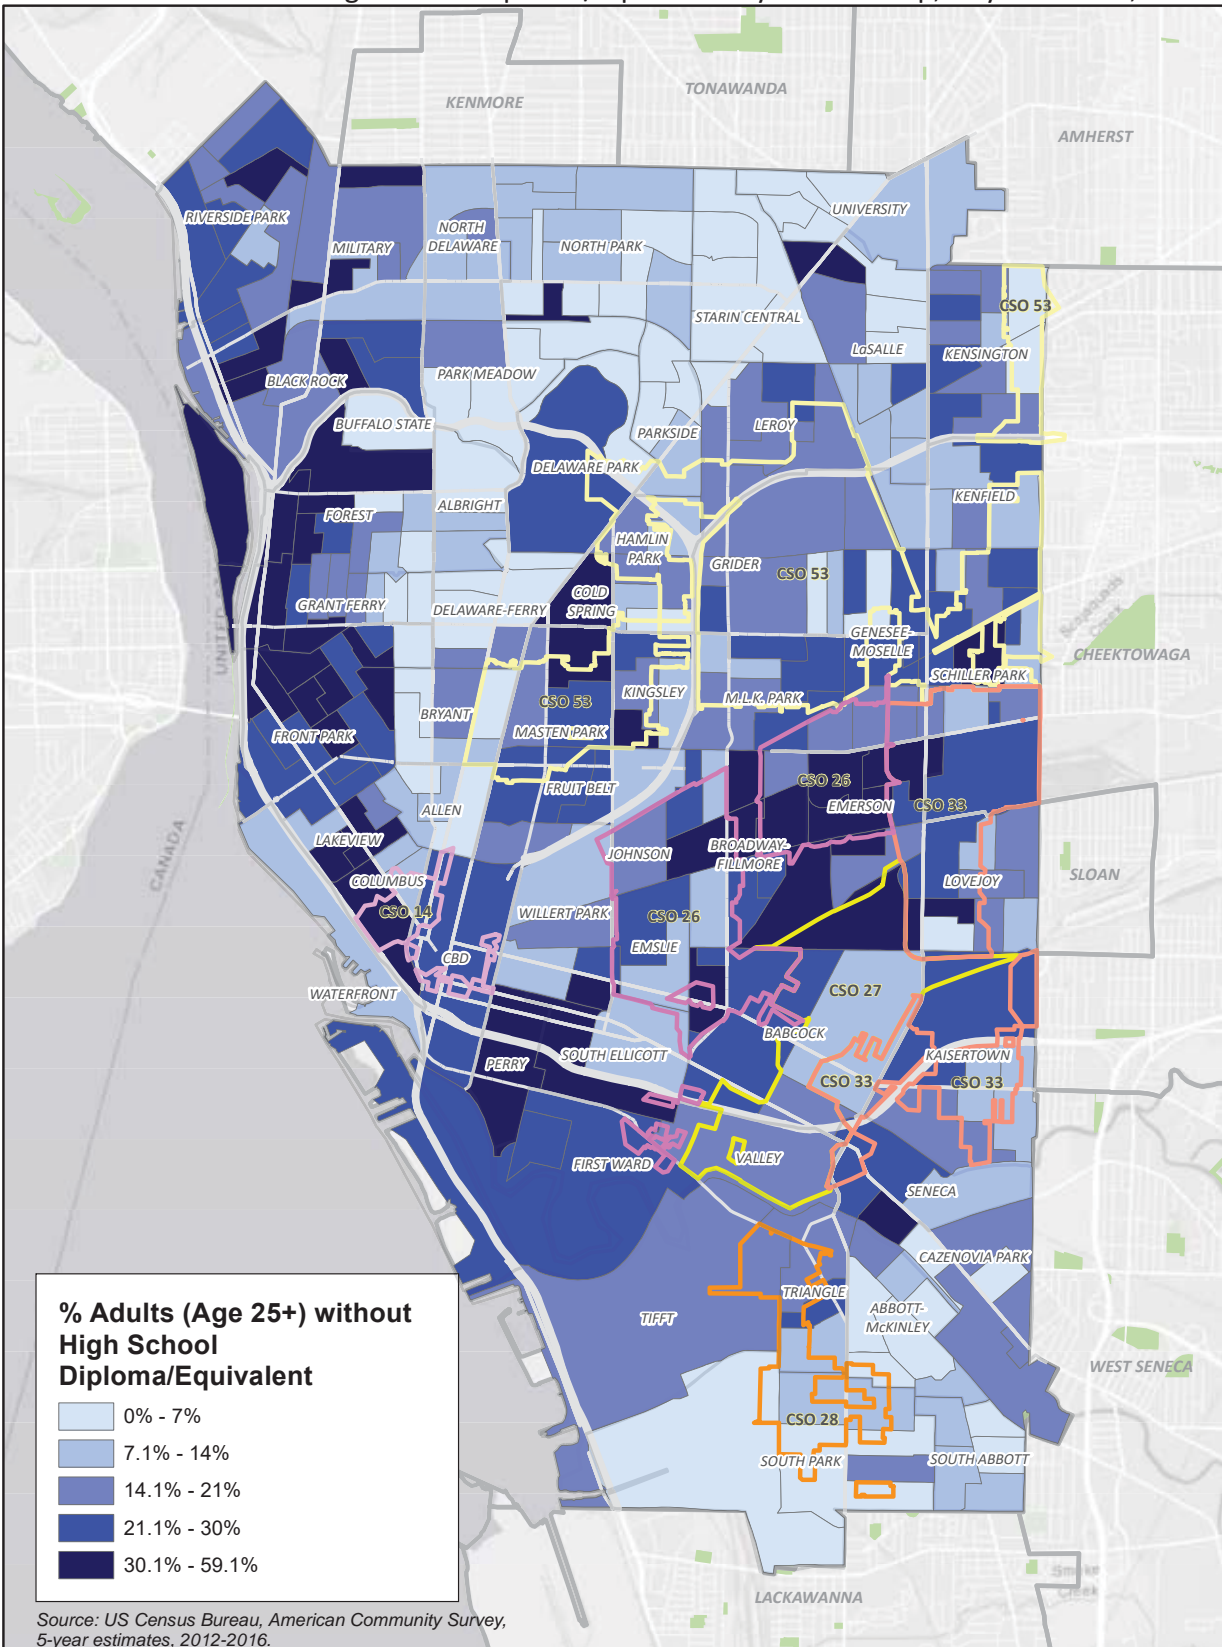 KENMORE
TONAWANDA
AMHERST
RIVERSIDE PARK
UNIVERSITY
NORTH
DELAWARE
MILITARY
NORTH PARK
CSO 53
STARIN CENTRAL
LaSALLE
KENSINGTON
PARK MEADOW
BLACK ROCK
BUFFALO STATE
PARKSIDE
LEROY
DELAWARE PARK
KENFIELD
ALBRIGHT
FOREST
HAMLIN
PARK
GRIDER
CSO 53
COLD
SPRING
GRANT FERRY
DELAWARE-FERRY
GENESEE-
MOSELLE
CHEEKTOWAGA
SCHILLER PARK
KINGSLEY
M.L.K. PARK
CSO 53
BRYANT
MASTEN PARK
FRONT PARK
CSO 26
FRUIT BELT
EMERSON
CSO 33
ALLEN
LAKEVIEW
JOHNSON
BROADWAY-
FILLMORE
CANADA
COLUMBUS
LOVEJOY
SLOAN
CSO 14
WILLERT PARK
CSO 26
EMSLIE
CBD
WATERFRONT
CSO 27
BABCOCK
SOUTH ELLICOTT
PERRY
KAISERTOWN
CSO 33
CSO 33
FIRST WARD
VALLEY
SENECA
CAZENOVIA PARK
TRIANGLE
TIFFT
ABBOTT-
McKINLEY
WEST SENECA
CSO 28
SOUTH PARK
SOUTH ABBOTT
LACKAWANNA
% Adults (Age 25+) without
High School
Diploma/Equivalent
0% - 7%
7.1% - 14%
14.1% - 21%
21.1% - 30%
30.1% - 59.1%
Source: US Census Bureau, American Community Survey,
5-year estimates, 2012-2016.